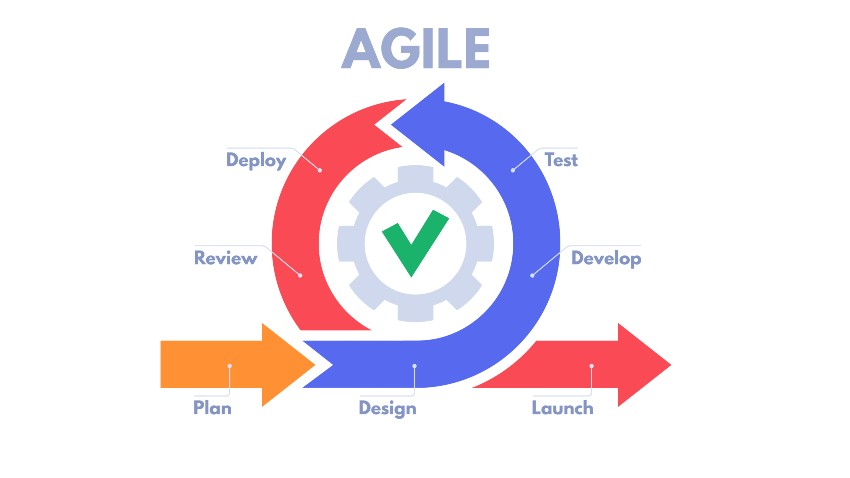 AGILE
Deploy
Test
Review
Develop
Plan
Design
Launch